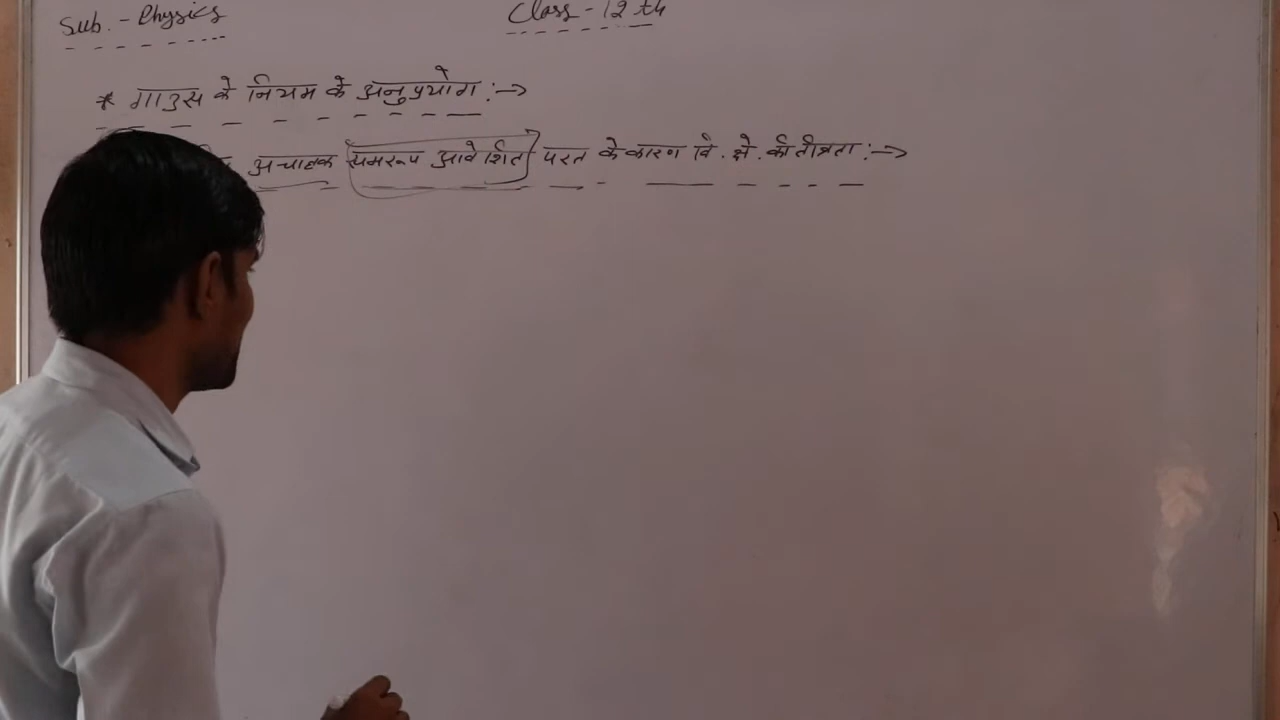 Sub. - Physics
Class - 12 th
* गाउस के नियम के अनुप्रयोग :→
अचालक समरूप आवेशित परत के कारण वि. क्षे. की तीव्रता :→